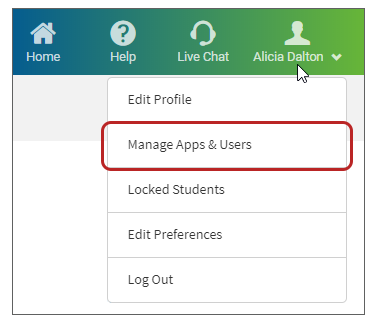 Home
Help
Live Chat
Alicia Dalton
Edit Profile
Manage Apps & Users
Locked Students
Edit Preferences
Log Out